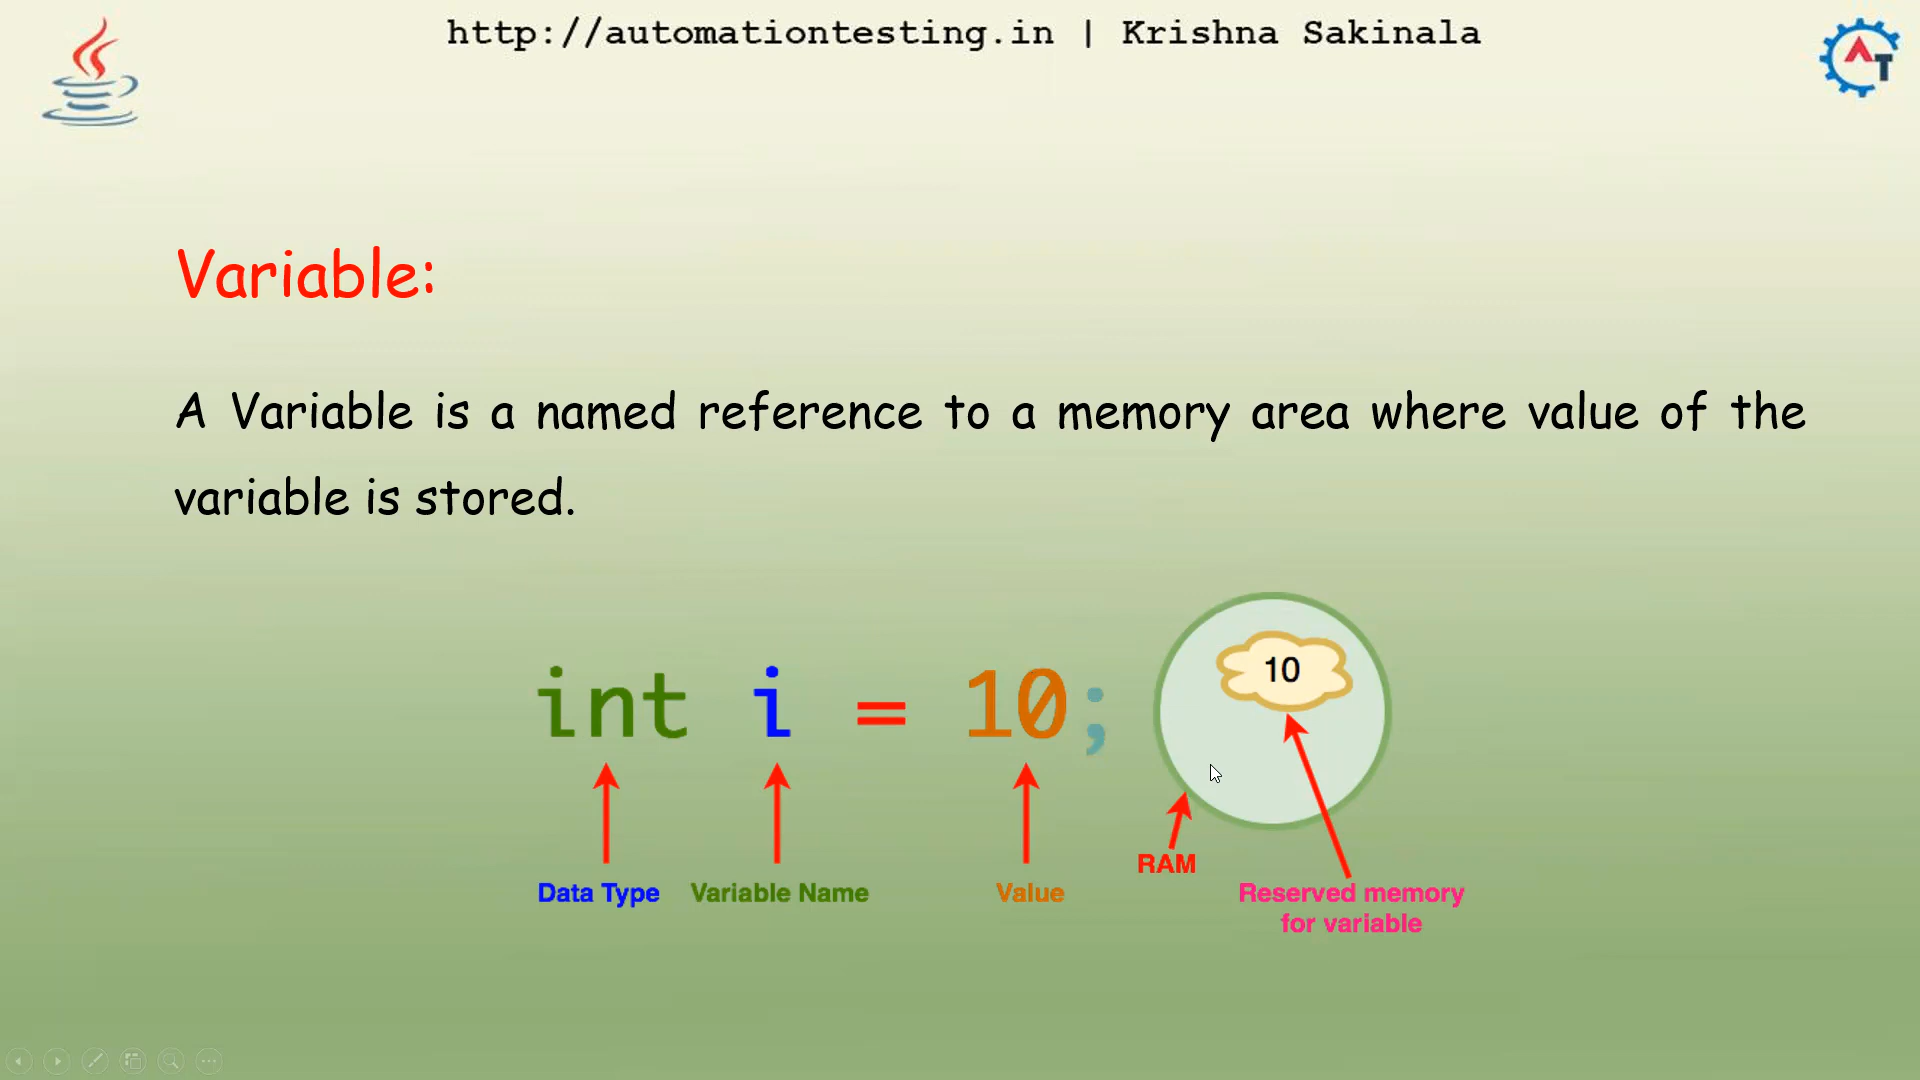 http://automationtesting.in | Krishna Sakinala
AT
Variable:
A Variable is a named reference to a memory area where value of the
variable is stored.
int i = 10;
10
RAM
Data Type
Variable Name
Value
Reserved memory
for variable